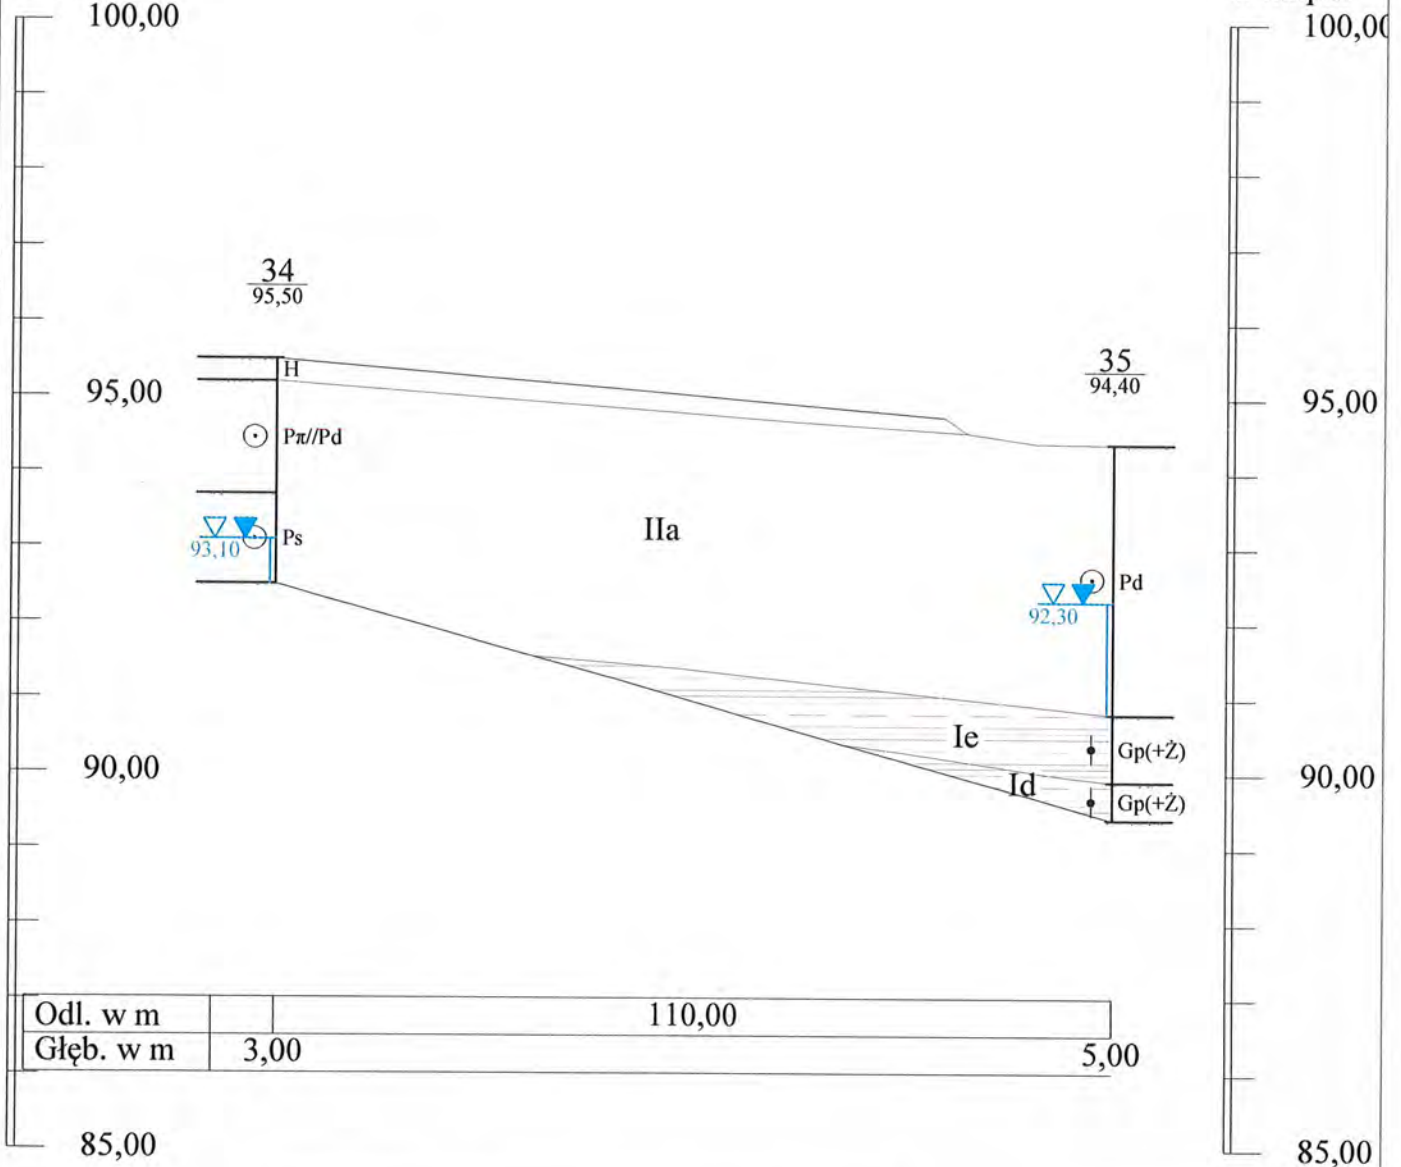 100,00
100,00
34
95,50
35
94,40
H
95,00
95,00
Pπ//Pd
IIa
Ps
93,10
Pd
92,30
Ie
Gp(+Ż)
90,00
90,00
Id
Gp(+Ż)
Odl. w m 110,00
Głęb. w m 3,00 5,00
85,00
85,00